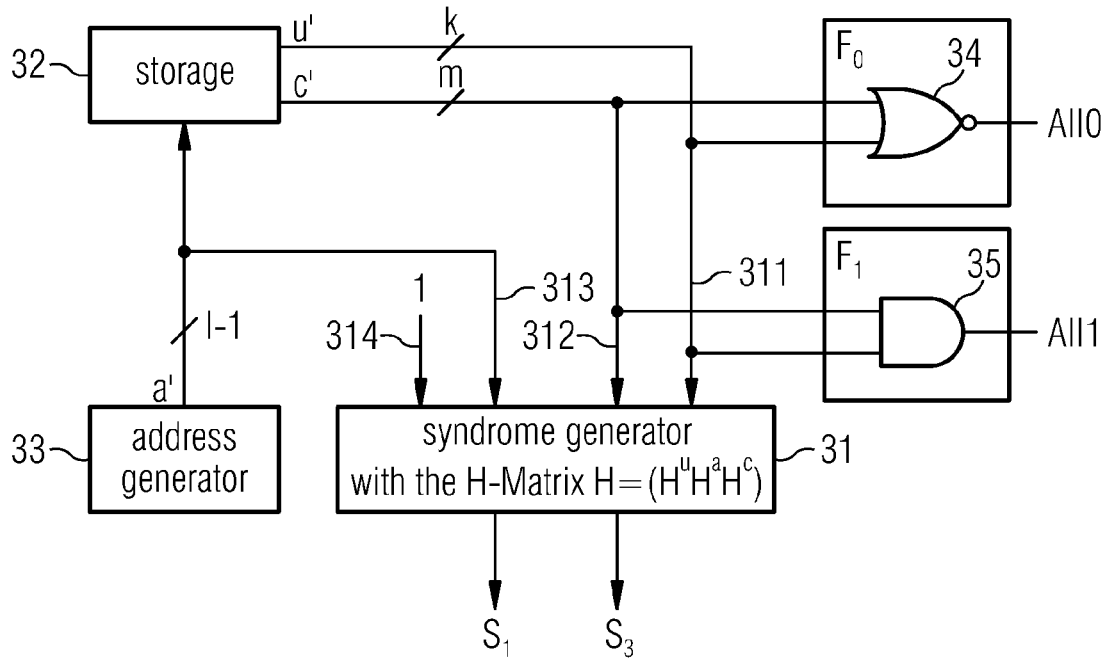 u'
k
32
storage
c'
m
F0
34
All0
F1
35
All1
1
313
311
314
312
l-1
a'
33
address
generator
syndrome generator
with the H-Matrix H=(H^u H^a H^c)
31
S1
S3